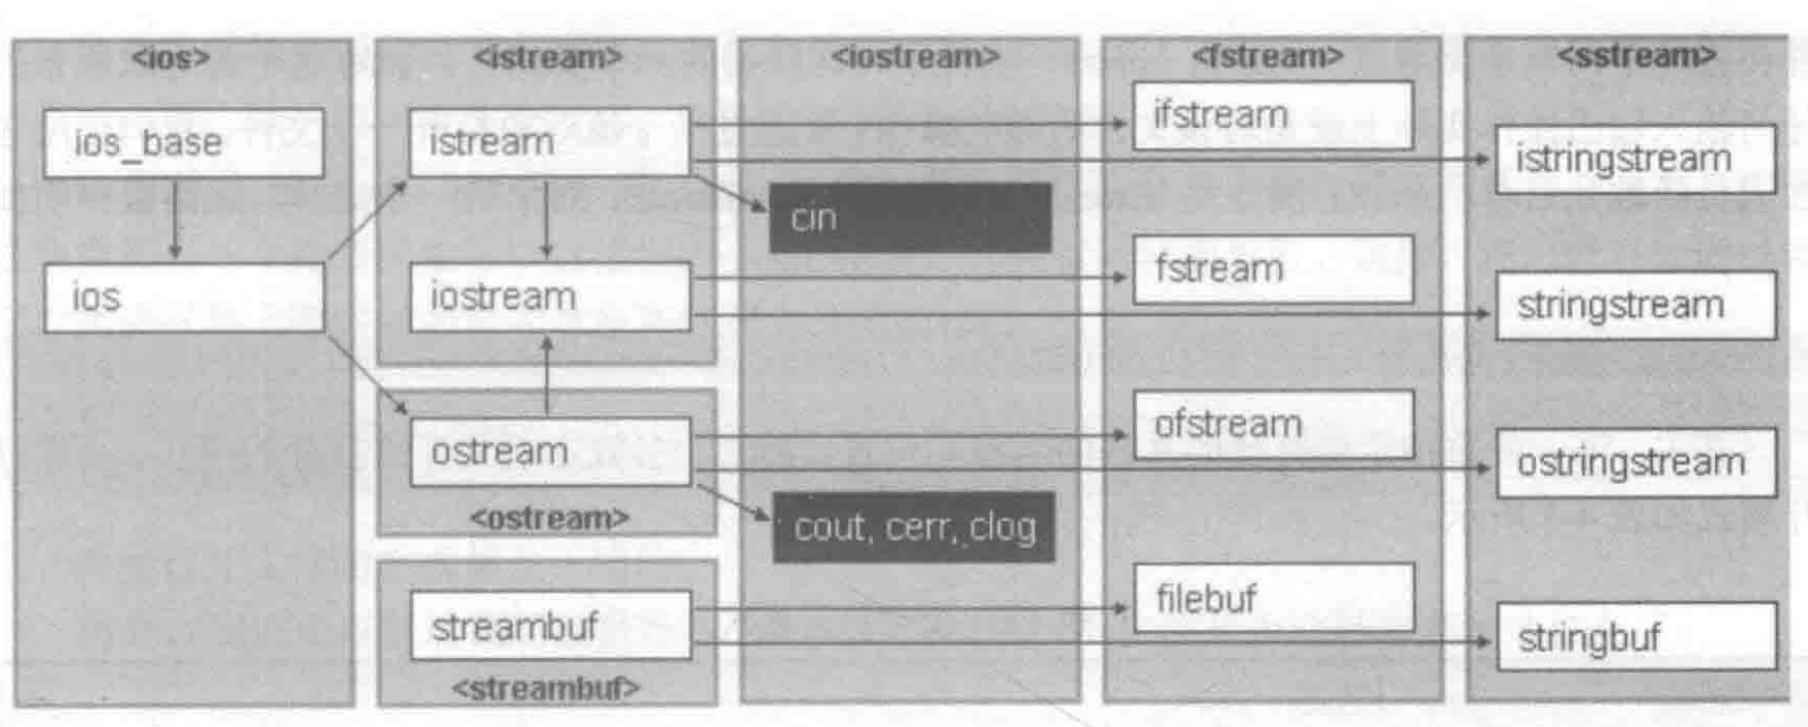 <ios>
ios_base
ios
<istream>
istream
iostream
ostream
<ostream>
streambuf
<streambuf>
<iostream>
cin
cout, cerr, clog
<fstream>
ifstream
fstream
ofstream
filebuf
<sstream>
istringstream
stringstream
ostringstream
stringbuf